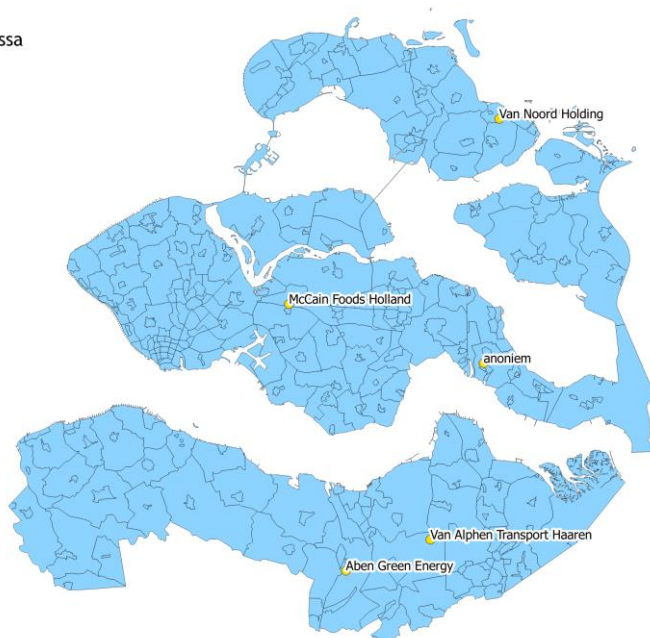 ssa
Van Noord Holding
McCain Foods Holland
anoniem
Van Alphen Transport Haaren
Aben Green Energy